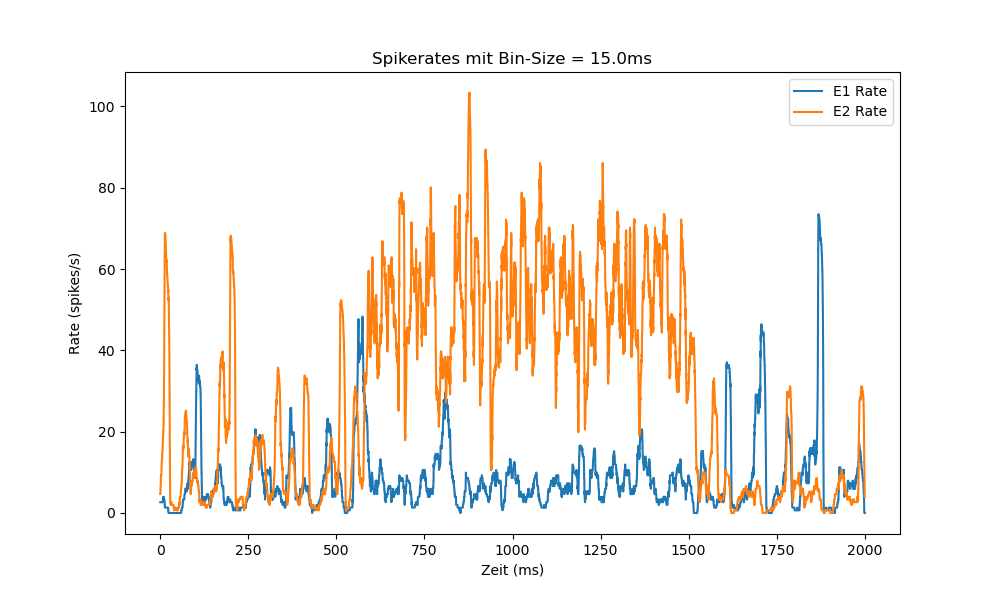 Spikerates mit Bin-Size = 15.0ms
E1 Rate
E2 Rate
Rate (spikes/s)
100
80
60
40
20
0
0 250 500 750 1000 1250 1500 1750 2000
Zeit (ms)